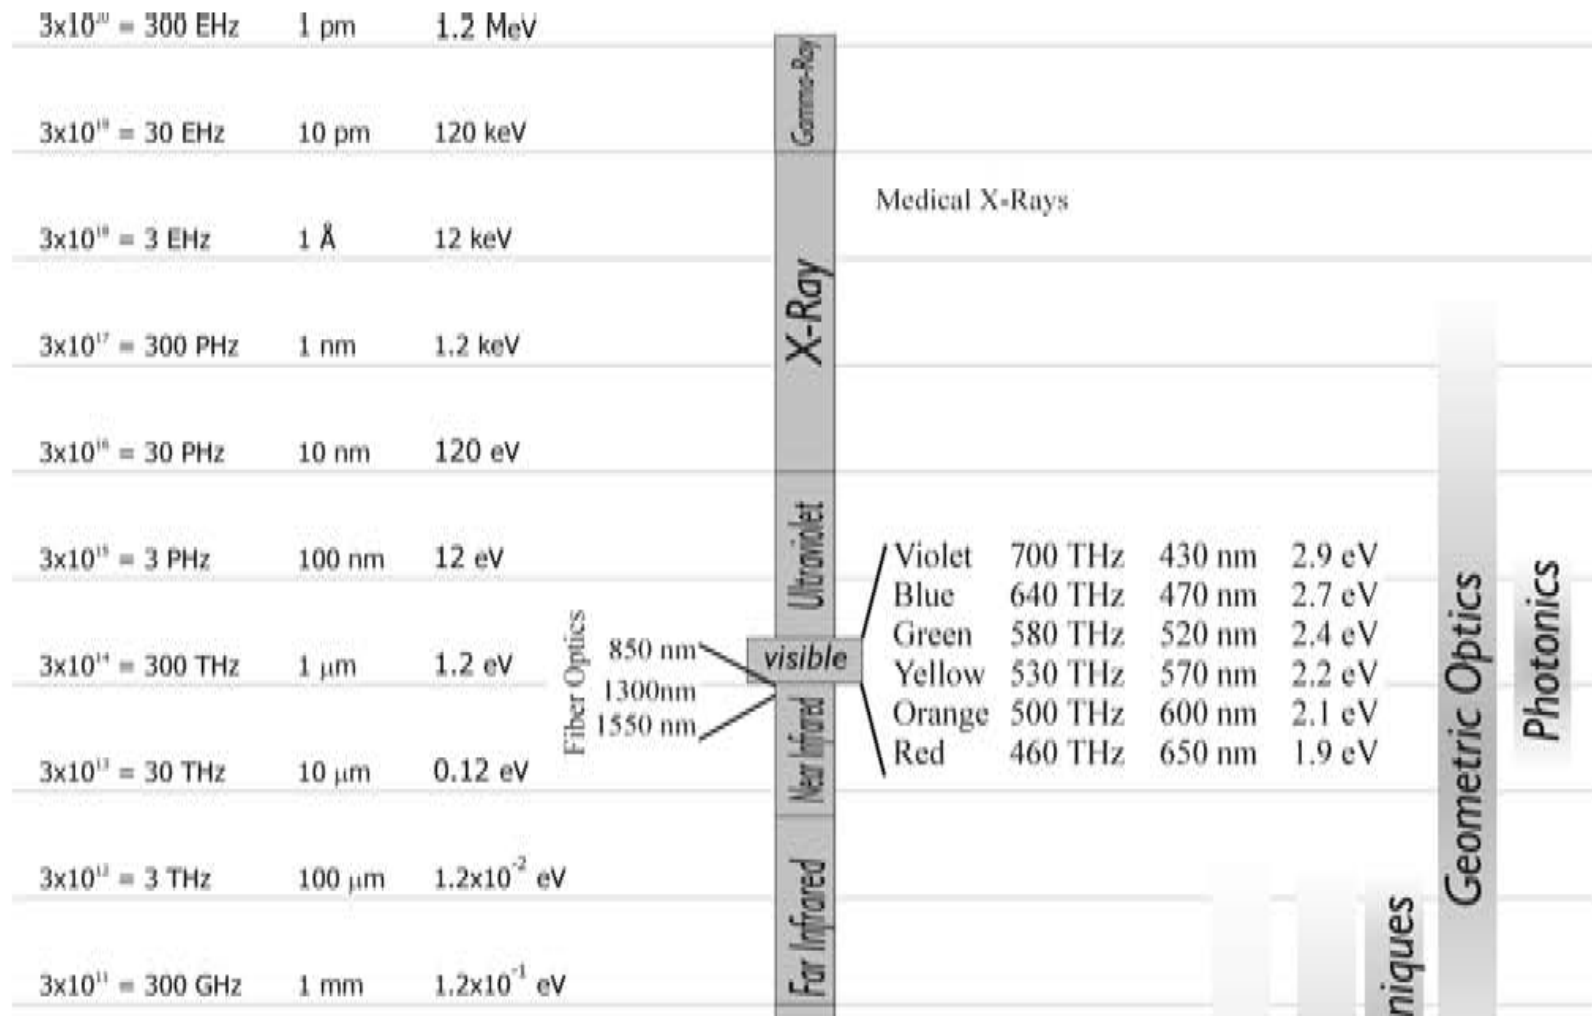 3x10²⁰ = 300 EHz 1 pm 1.2 MeV
Gamma-Ray
3x10¹⁹ = 30 EHz 10 pm 120 keV
Medical X-Rays
3x10¹⁸ = 3 EHz 1 Å 12 keV
X-Ray
3x10¹⁷ = 300 PHz 1 nm 1.2 keV
3x10¹⁶ = 30 PHz 10 nm 120 eV
Ultraviolet
3x10¹⁵ = 3 PHz 100 nm 12 eV
Violet 700 THz 430 nm 2.9 eV
Blue 640 THz 470 nm 2.7 eV
Green 580 THz 520 nm 2.4 eV
Yellow 530 THz 570 nm 2.2 eV
Orange 500 THz 600 nm 2.1 eV
Red 460 THz 650 nm 1.9 eV
visible
3x10¹⁴ = 300 THz 1 μm 1.2 eV
Fiber Optics
850 nm
1300nm
1550 nm
Near Infrared
3x10¹³ = 30 THz 10 μm 0.12 eV
3x10¹² = 3 THz 100 μm 1.2x10⁻² eV
Far Infrared
3x10¹¹ = 300 GHz 1 mm 1.2x10⁻¹ eV
Geometric Optics
Photonics
niques